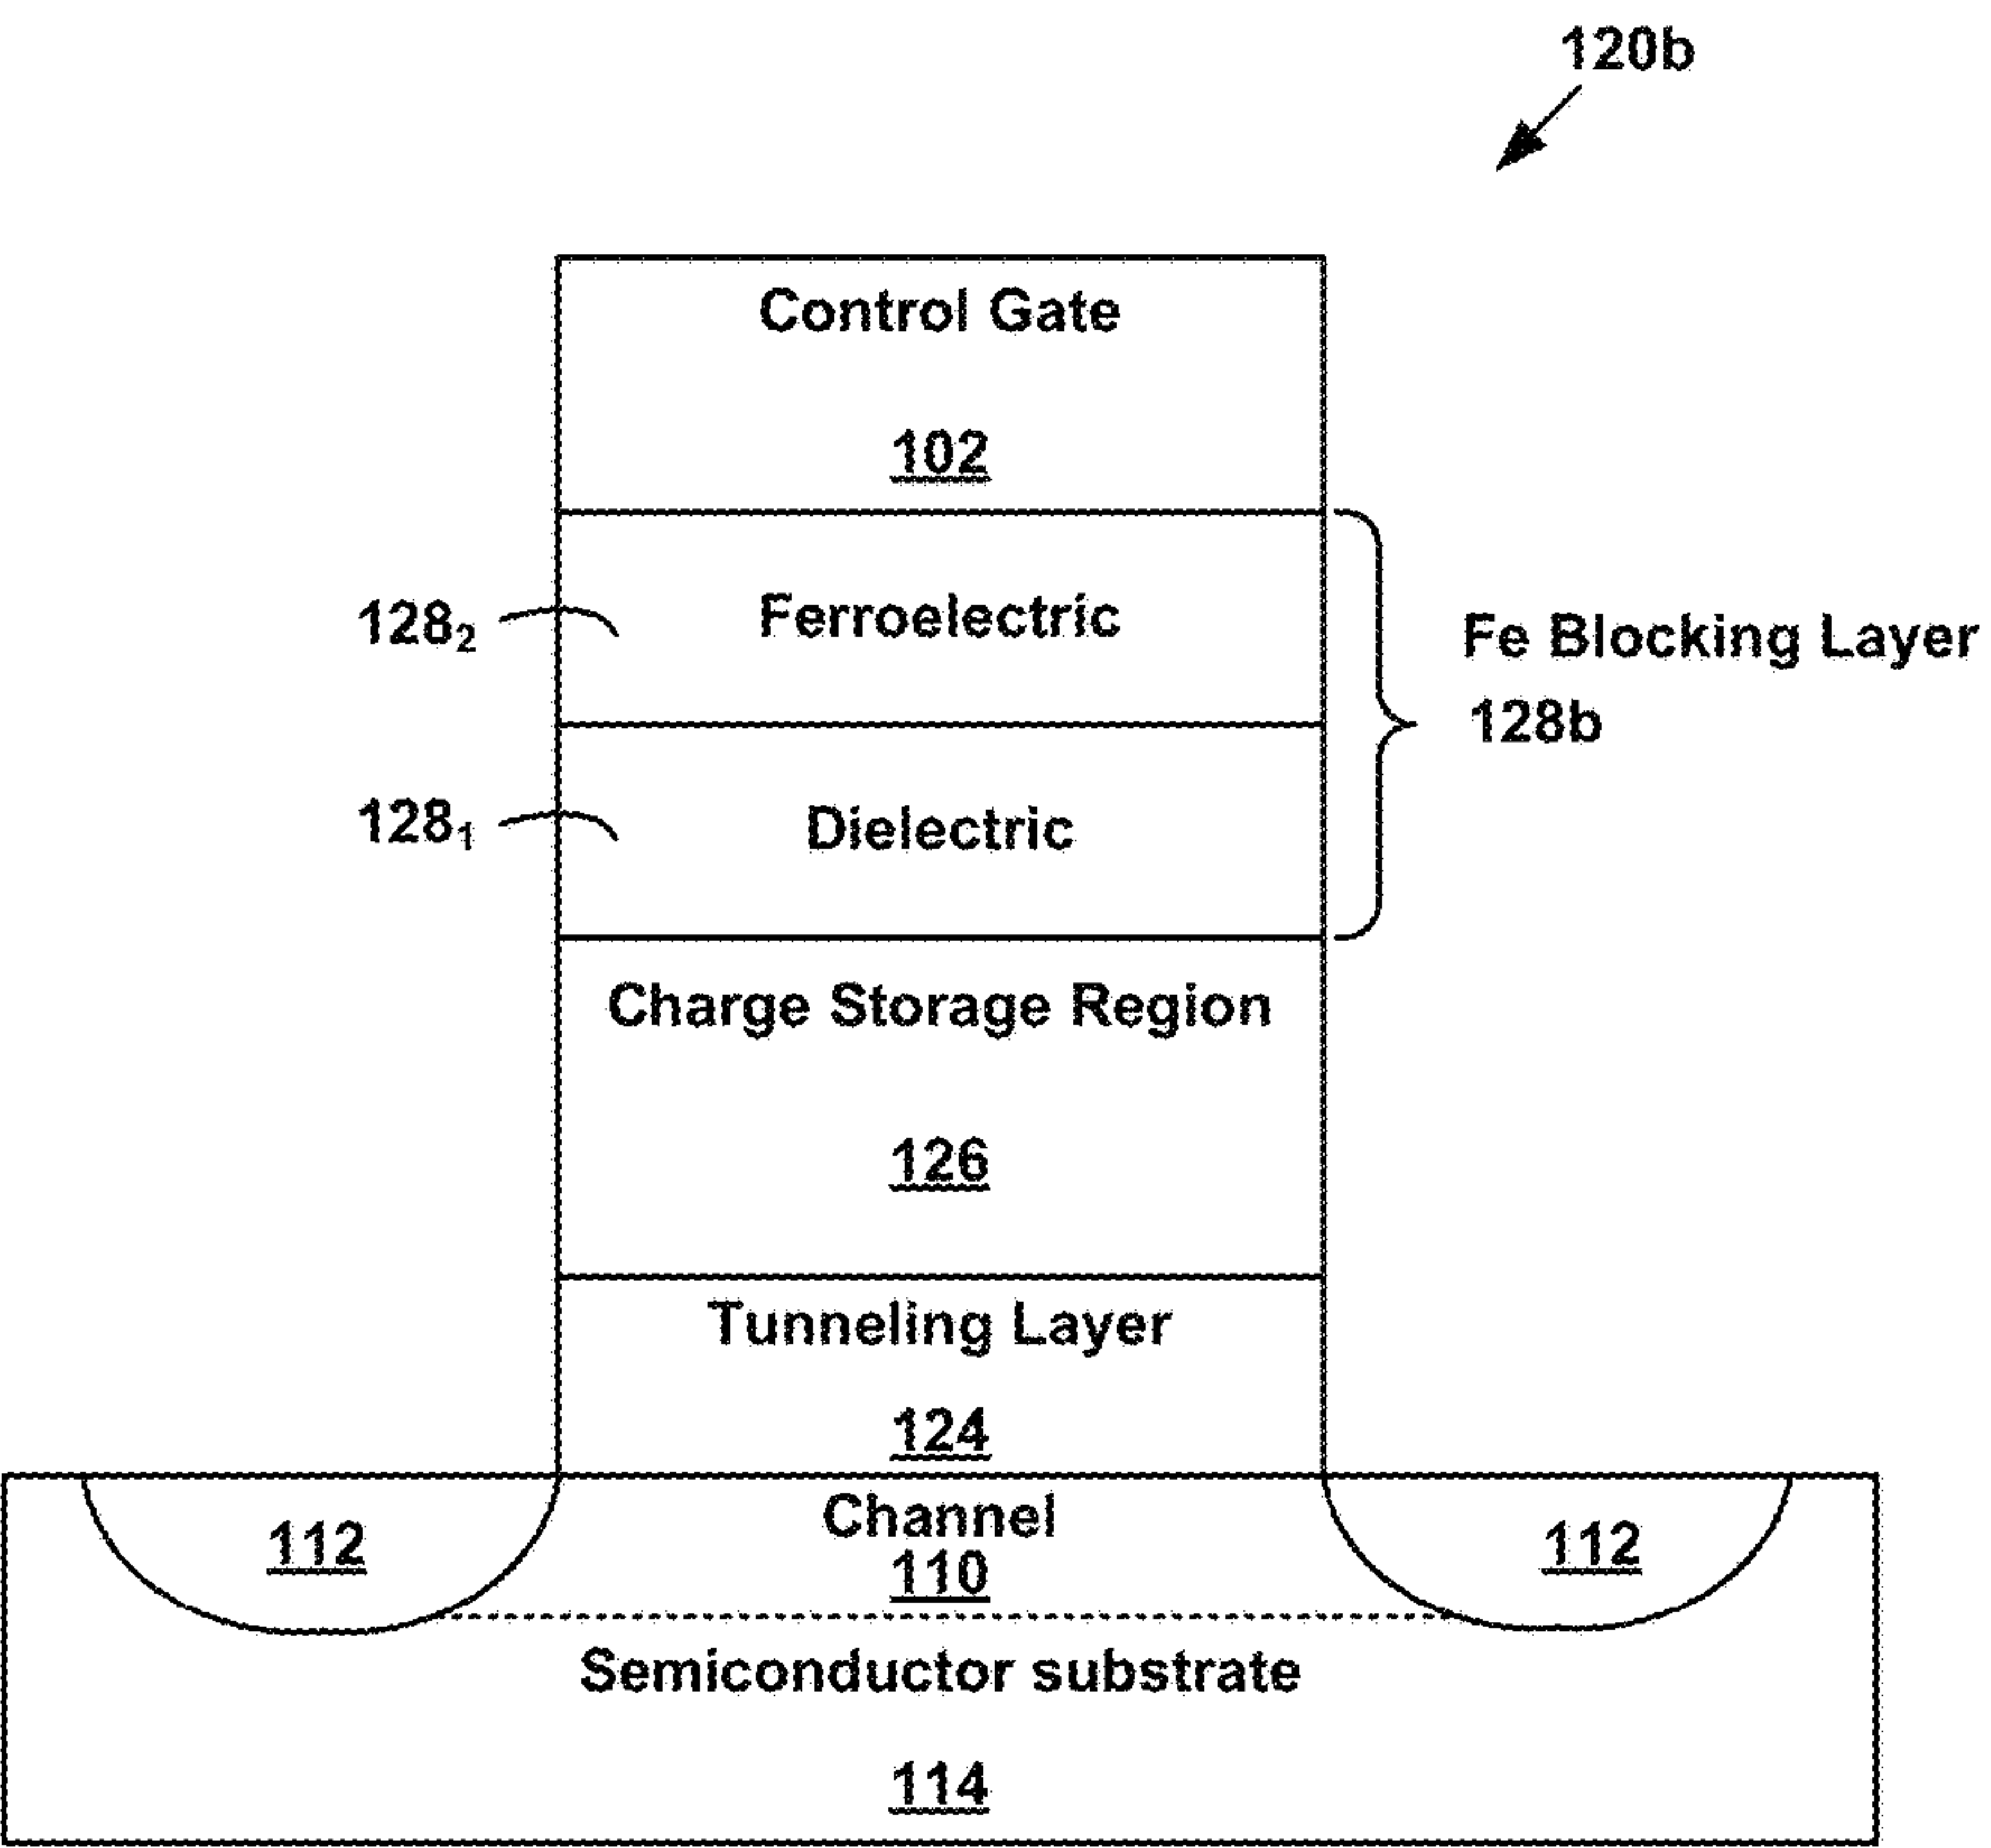 120b
Control Gate
102
128₂
Ferroelectric
Fe Blocking Layer
128b
128₁
Dielectric
Charge Storage Region
126
Tunneling Layer
124
Channel
110
112
112
Semiconductor substrate
114